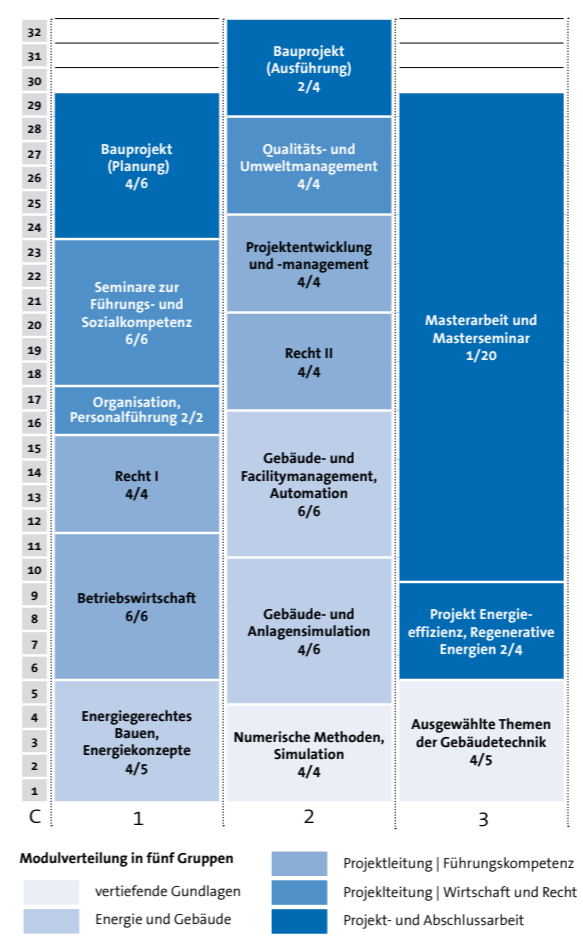 32
31
30
29
28
27
26
25
24
23
22
21
20
19
18
17
16
15
14
13
12
11
10
9
8
7
6
5
4
3
2
1
C
Bauprojekt
(Planung)
4/6
Seminare zur
Führungs- und
Sozialkompetenz
6/6
Organisation,
Personalführung 2/2
Recht I
4/4
Betriebswirtschaft
6/6
Energiegerechtes
Bauen,
Energiekonzepte
4/5
1
Bauprojekt
(Ausführung)
2/4
Qualitäts- und
Umweltmanagement
4/4
Projektentwicklung
und -management
4/4
Recht II
4/4
Gebäude- und
Facilitymanagement,
Automation
6/6
Gebäude- und
Anlagensimulation
4/6
Numerische Methoden,
Simulation
4/4
2
Masterarbeit und
Masterseminar
1/20
Projekt Energie-
effizienz, Regenerative
Energien 2/4
Ausgewählte Themen
der Gebäudetechnik
4/5
3
Modulverteilung in fünf Gruppen
vertiefende Gundlagen
Energie und Gebäude
Projektleitung | Führungskompetenz
Projeklteitung | Wirtschaft und Recht
Projekt- und Abschlussarbeit